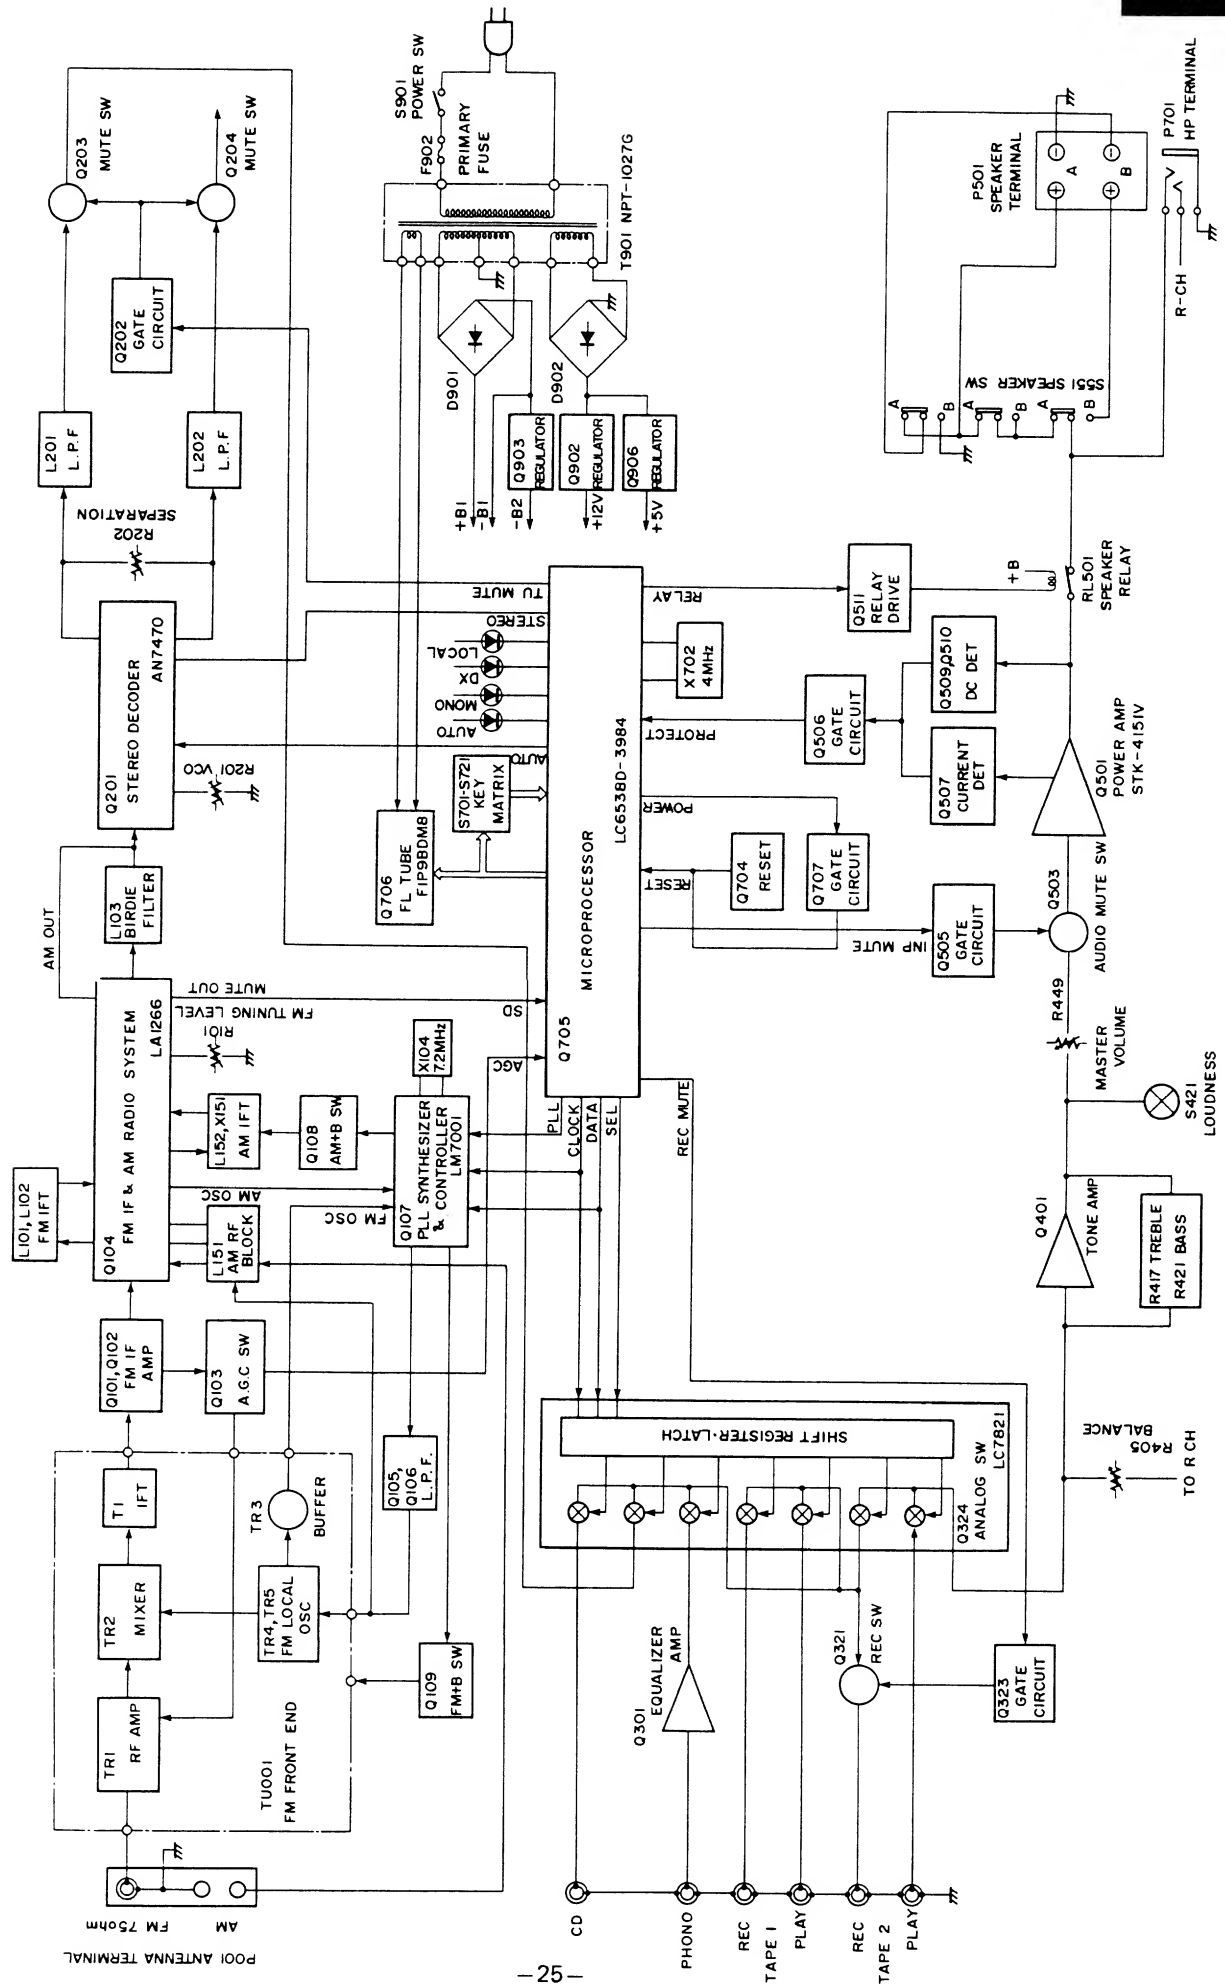 P001 ANTENNA TERMINAL
FM 75ohm
AM
TR1
RF AMP
TR2
MIXER
T1
IFT
TR3
BUFFER
TR4,TR5
FM LOCAL
OSC
TU001
FM FRONT END
Q101,Q102
FM IF
AMP
Q103
A.G.C SW
Q109
FM+B SW
Q105,
Q106
L.P.F.
L101,L102
FM IFT
Q104
FM IF & AM RADIO SYSTEM
LA1266
L151
AM RF
BLOCK
AM OSC
FM OSC
L152,X151
AM IFT
Q108
AM+B SW
Q107
PLL SYNTHESIZER
& CONTROLLER
LM7001
X104
7.2MHz
R101
FM TUNING LEVEL
MUTE OUT
AM OUT
L103
BIRDIE
FILTER
Q201
STEREO DECODER
AN7470
R201 VCO
R202
SEPARATION
L201
L.P.F
L202
L.P.F
Q202
GATE
CIRCUIT
Q203
MUTE SW
Q204
MUTE SW
S901
POWER SW
F902
PRIMARY
FUSE
T901 NPT-1027G
D901
D902
+B1
-B1
-B2
+12V
+5V
Q903
REGULATOR
Q902
REGULATOR
Q906
REGULATOR
Q706
FL TUBE
FIP9BDM8
S701-S721
KEY
MATRIX
AUTO
MONO
DX
LOCAL
AUTO
STEREO
TU MUTE
SD
AGC
PLL
CLOCK
DATA
SEL
REC MUTE
Q705
MICROPROCESSOR
LC6538D-3984
INP MUTE
RESET
POWER
PROTECT
RELAY
Q704
RESET
Q707
GATE
CIRCUIT
X702
4MHz
Q505
GATE
CIRCUIT
Q506
GATE
CIRCUIT
Q507
CURRENT
DET
Q509,Q510
DC DET
Q511
RELAY
DRIVE
+B
RL501
SPEAKER
RELAY
Q501
POWER AMP
STK-4151V
Q503
AUDIO MUTE SW
R449
MASTER
VOLUME
S421
LOUDNESS
Q401
TONE AMP
R417 TREBLE
R421 BASS
R405
BALANCE
TO R CH
SHIFT REGISTER·LATCH
Q324
ANALOG SW
LC7821
Q301
EQUALIZER
AMP
Q321
REC SW
Q323
GATE
CIRCUIT
CD
PHONO
REC
TAPE 1
PLAY
REC
TAPE 2
PLAY
A
B
A
B
A
B
S551 SPEAKER SW
P501
SPEAKER
TERMINAL
A
B
P701
HP TERMINAL
R-CH
-25-